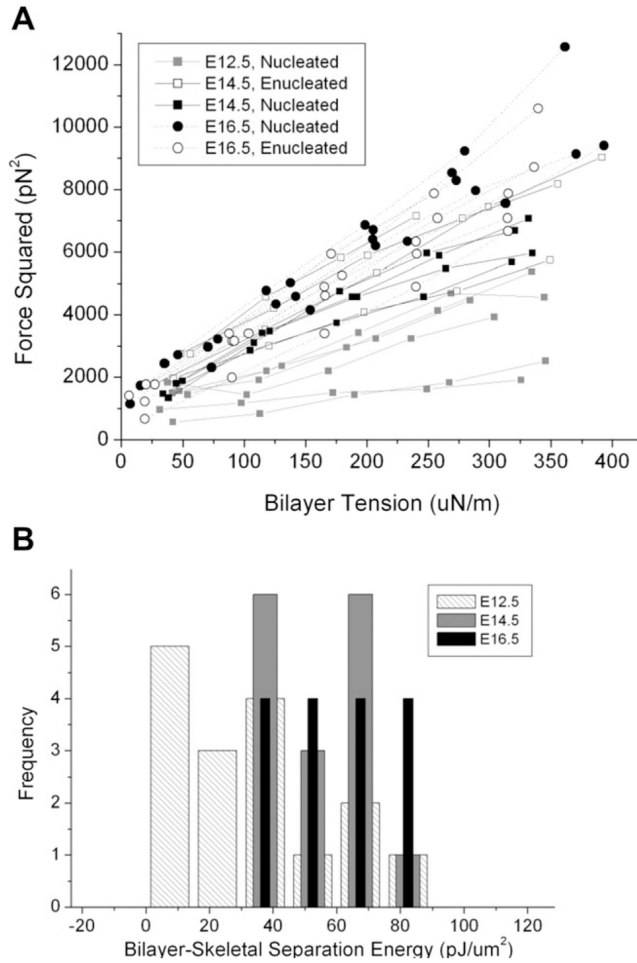 A
E12.5, Nucleated
E14.5, Enucleated
E14.5, Nucleated
E16.5, Nucleated
E16.5, Enucleated
12000
10000
8000
6000
4000
2000
0
Force Squared (pN²)
0 50 100 150 200 250 300 350 400
Bilayer Tension (uN/m)
B
E12.5
E14.5
E16.5
6
5
4
3
2
1
0
Frequency
-20 0 20 40 60 80 100 120
Bilayer-Skeletal Separation Energy (pJ/um²)